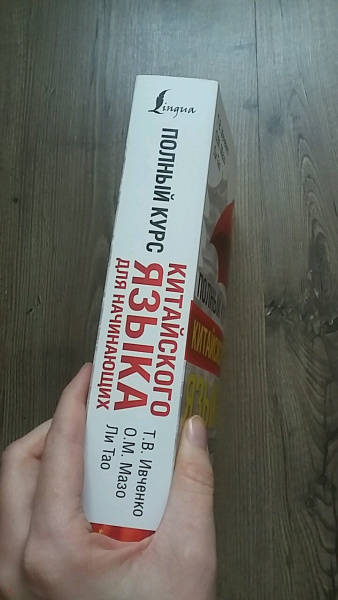 Lingua
ПОЛНЫЙ КУРС
КИТАЙСКОГО
ЯЗЫКА
ДЛЯ НАЧИНАЮЩИХ
Т.В. Ивченко
О.М. Мазо
Ли Тао